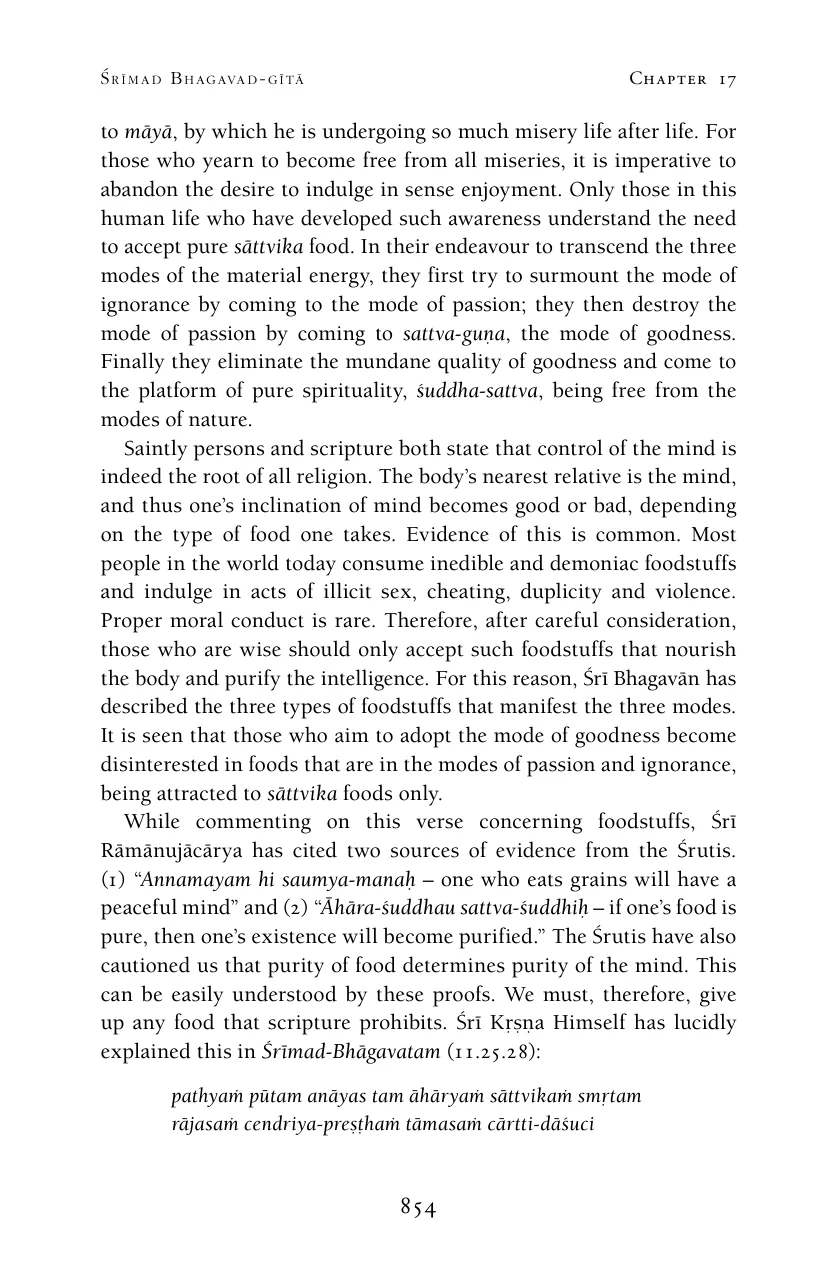 Śrīmad Bhagavad-gītā Chapter 17
to māyā, by which he is undergoing so much misery life after life. For
those who yearn to become free from all miseries, it is imperative to
abandon the desire to indulge in sense enjoyment. Only those in this
human life who have developed such awareness understand the need
to accept pure sāttvika food. In their endeavour to transcend the three
modes of the material energy, they first try to surmount the mode of
ignorance by coming to the mode of passion; they then destroy the
mode of passion by coming to sattva-guṇa, the mode of goodness.
Finally they eliminate the mundane quality of goodness and come to
the platform of pure spirituality, śuddha-sattva, being free from the
modes of nature.
Saintly persons and scripture both state that control of the mind is
indeed the root of all religion. The body’s nearest relative is the mind,
and thus one’s inclination of mind becomes good or bad, depending
on the type of food one takes. Evidence of this is common. Most
people in the world today consume inedible and demoniac foodstuffs
and indulge in acts of illicit sex, cheating, duplicity and violence.
Proper moral conduct is rare. Therefore, after careful consideration,
those who are wise should only accept such foodstuffs that nourish
the body and purify the intelligence. For this reason, Śrī Bhagavān has
described the three types of foodstuffs that manifest the three modes.
It is seen that those who aim to adopt the mode of goodness become
disinterested in foods that are in the modes of passion and ignorance,
being attracted to sāttvika foods only.
While commenting on this verse concerning foodstuffs, Śrī
Rāmānujācārya has cited two sources of evidence from the Śrutis.
(1) “Annamayam hi saumya-manaḥ – one who eats grains will have a
peaceful mind” and (2) “Āhāra-śuddhau sattva-śuddhiḥ – if one’s food is
pure, then one’s existence will become purified.” The Śrutis have also
cautioned us that purity of food determines purity of the mind. This
can be easily understood by these proofs. We must, therefore, give
up any food that scripture prohibits. Śrī Kṛṣṇa Himself has lucidly
explained this in Śrīmad-Bhāgavatam (11.25.28):
pathyaṁ pūtam anāyas tam āhāryaṁ sāttvikaṁ smṛtam
rājasaṁ cendriya-preṣṭhaṁ tāmasaṁ cārtti-dāśuci
854